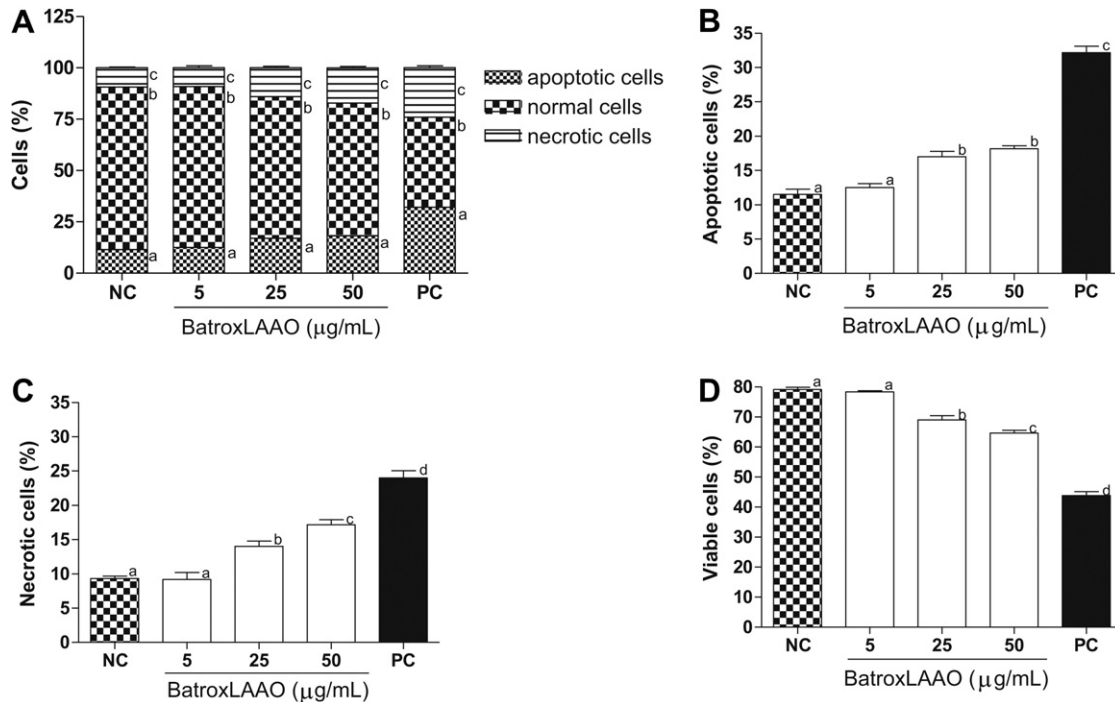 A
125
100
75
50
25
0
Cells (%)
c
b
a
c
b
a
c
b
a
c
b
a
c
b
a
NC
5
25
50
PC
BatroxLAAO (μg/mL)
apoptotic cells
normal cells
necrotic cells
B
35
30
25
20
15
10
5
0
Apoptotic cells (%)
a
a
b
b
c
NC
5
25
50
PC
BatroxLAAO (μg/mL)
C
35
30
25
20
15
10
5
0
Necrotic cells (%)
a
a
b
c
d
NC
5
25
50
PC
BatroxLAAO (μg/mL)
D
80
70
60
50
40
30
20
10
0
Viable cells (%)
a
a
b
c
d
NC
5
25
50
PC
BatroxLAAO (μg/mL)